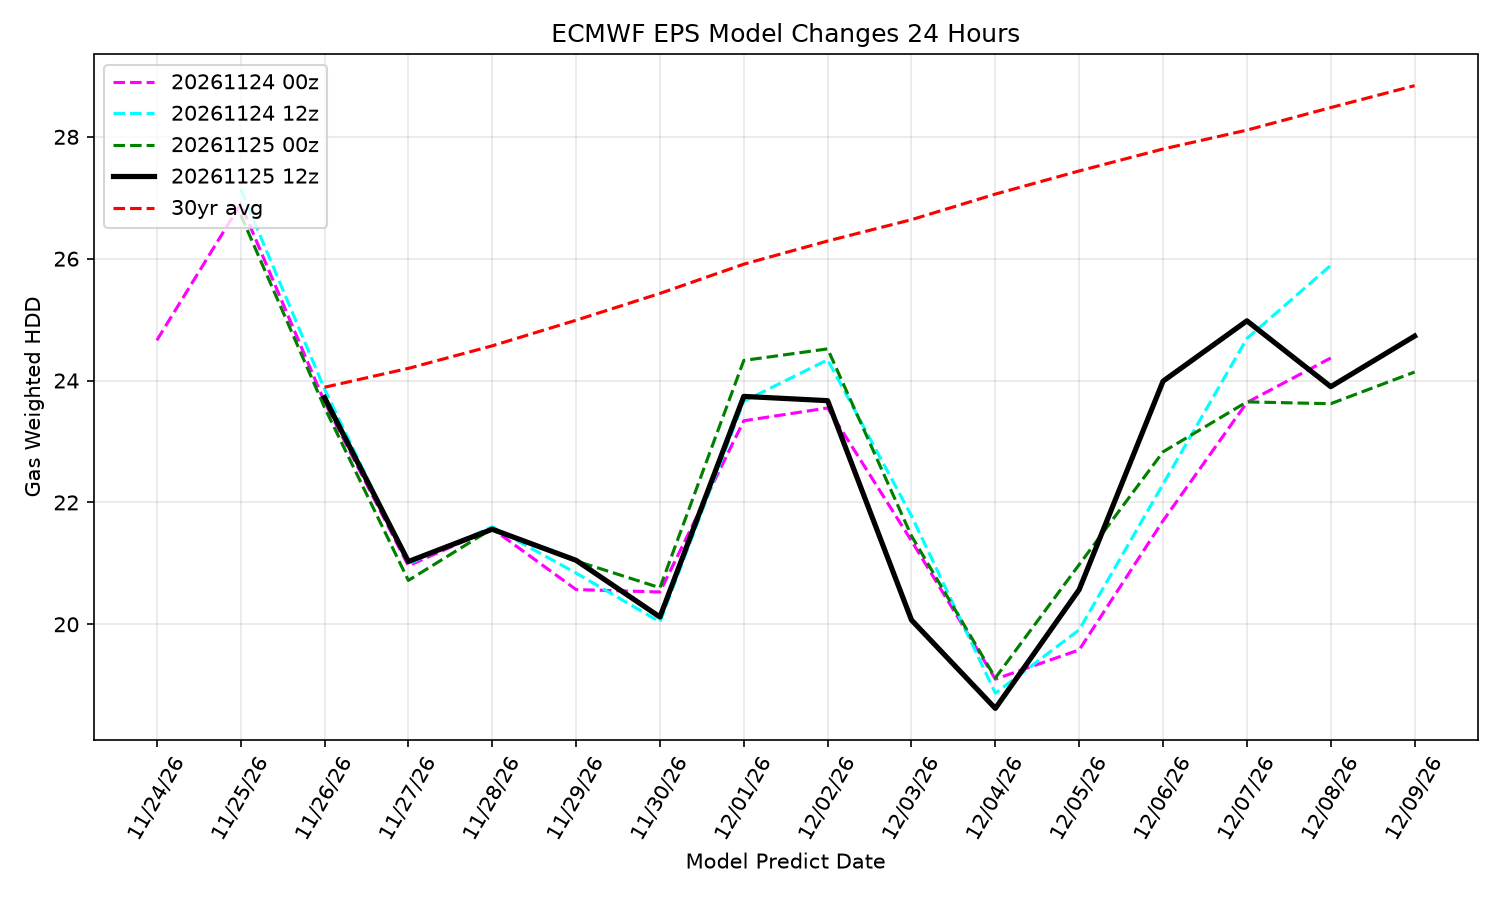 ECMWF EPS Model Changes 24 Hours
20261124 00z
20261124 12z
20261125 00z
20261125 12z
30yr avg
Gas Weighted HDD
28
26
24
22
20
11/24/26
11/25/26
11/26/26
11/27/26
11/28/26
11/29/26
11/30/26
12/01/26
12/02/26
12/03/26
12/04/26
12/05/26
12/06/26
12/07/26
12/08/26
12/09/26
Model Predict Date